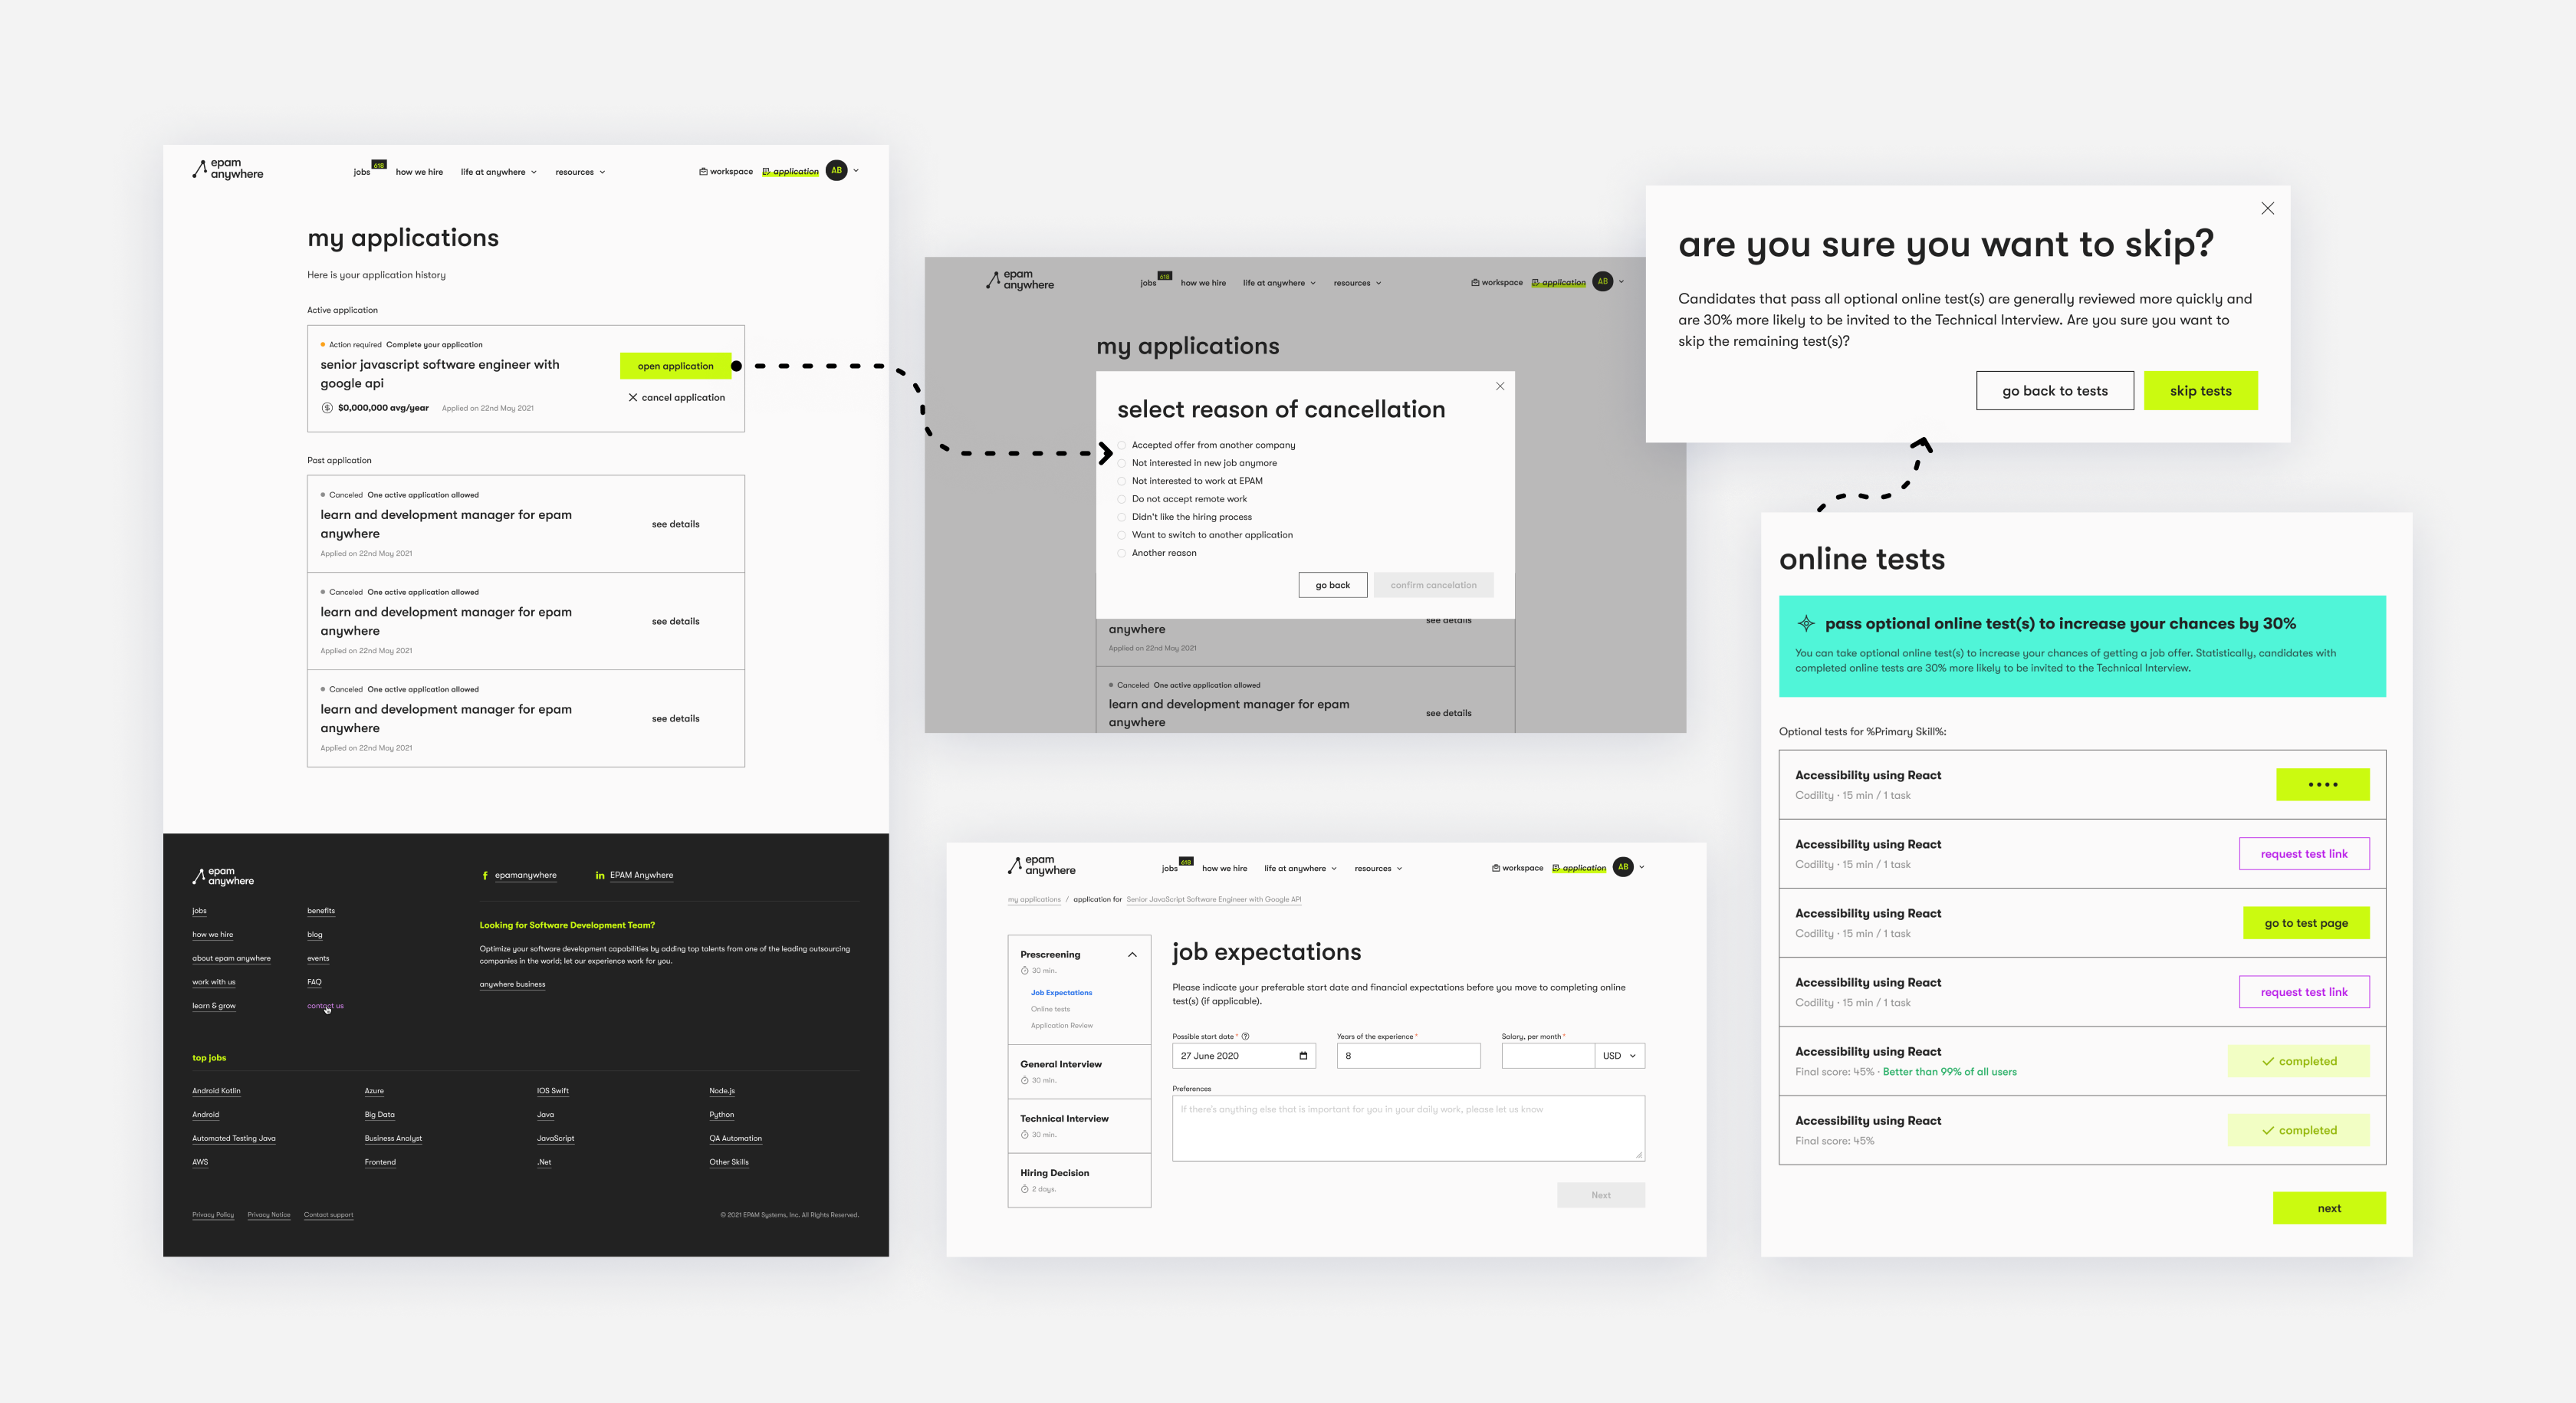 epam
anywhere
jobs 618 how we hire life at anywhere resources workspace application AB
my applications
Here is your application history
Active application
Action required Complete your application
senior javascript software engineer with
google api
$0,000,000 avg/year Applied on 22nd May 2021
open application
cancel application
Past application
Canceled One active application allowed
learn and development manager for epam
anywhere
Applied on 22nd May 2021
see details
Canceled One active application allowed
learn and development manager for epam
anywhere
Applied on 22nd May 2021
see details
Canceled One active application allowed
learn and development manager for epam
anywhere
Applied on 22nd May 2021
see details
epam
anywhere
jobs
how we hire
about epam anywhere
work with us
learn & grow
benefits
blog
events
FAQ
contact us
epamanywhere EPAM Anywhere
Looking for Software Development Team?
Optimize your software development capabilities by adding top talents from one of the leading outsourcing
companies in the world; let our experience work for you.
anywhere business
top jobs
Android Kotlin Azure IOS Swift Node.js
Android Big Data Java Python
Automated Testing Java Business Analyst JavaScript QA Automation
AWS Frontend .Net Other Skills
Privacy Policy Privacy Notice Contact support © 2021 EPAM Systems, Inc. All Rights Reserved.
epam
anywhere
jobs 618 how we hire life at anywhere resources workspace application AB
my applications
select reason of cancellation
Accepted offer from another company
Not interested in new job anymore
Not interested to work at EPAM
Do not accept remote work
Didn't like the hiring process
Want to switch to another application
Another reason
go back confirm cancelation
anywhere
see details
Applied on 22nd May 2021
Canceled One active application allowed
learn and development manager for epam
anywhere
see details
epam
anywhere
jobs 618 how we hire life at anywhere resources workspace application AB
my applications / application for Senior JavaScript Software Engineer with Google API
Prescreening
30 min.
Job Expectations
Online tests
Application Review
General Interview
30 min.
Technical Interview
30 min.
Hiring Decision
2 days.
job expectations
Please indicate your preferable start date and financial expectations before you move to completing online
test(s) (if applicable).
Possible start date * Years of the experience * Salary, per month *
27 June 2020 8 USD
Preferences
If there's anything else that is important for you in your daily work, please let us know
Next
are you sure you want to skip?
Candidates that pass all optional online test(s) are generally reviewed more quickly and
are 30% more likely to be invited to the Technical Interview. Are you sure you want to
skip the remaining test(s)?
go back to tests skip tests
online tests
pass optional online test(s) to increase your chances by 30%
You can take optional online test(s) to increase your chances of getting a job offer. Statistically, candidates with
completed online tests are 30% more likely to be invited to the Technical Interview.
Optional tests for %Primary Skill%:
Accessibility using React
Codility · 15 min / 1 task
Accessibility using React
Codility · 15 min / 1 task
request test link
Accessibility using React
Codility · 15 min / 1 task
go to test page
Accessibility using React
Codility · 15 min / 1 task
request test link
Accessibility using React
Final score: 45% · Better than 99% of all users
completed
Accessibility using React
Final score: 45%
completed
next